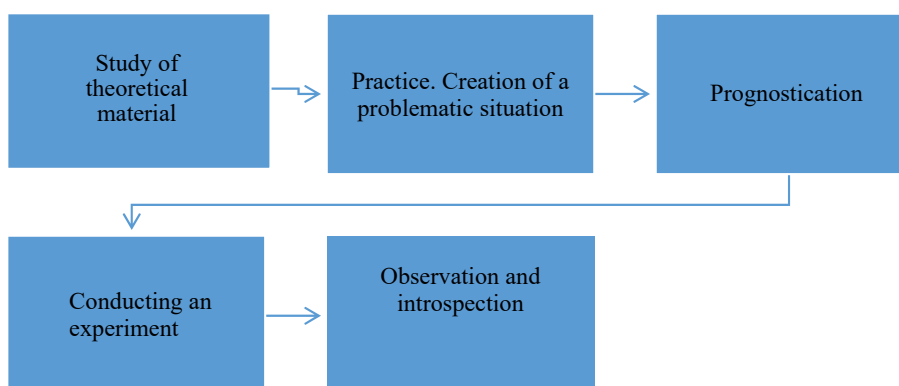 Study of
theoretical
material
Practice. Creation of a
problematic situation
Prognostication
Conducting an
experiment
Observation and
introspection